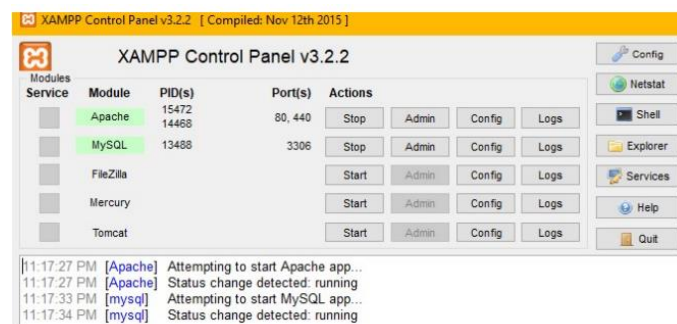 XAMPP Control Panel v3.2.2 [ Compiled: Nov 12th 2015 ]
XAMPP Control Panel v3.2.2
Config
Modules
Service Module PID(s) Port(s) Actions
Netstat
Apache 15472 14468 80, 440 Stop Admin Config Logs
Shell
MySQL 13488 3306 Stop Admin Config Logs
Explorer
FileZilla Start Admin Config Logs
Services
Mercury Start Admin Config Logs
Help
Tomcat Start Admin Config Logs
Quit
11:17:27 PM [Apache] Attempting to start Apache app...
11:17:27 PM [Apache] Status change detected: running
11:17:33 PM [mysql] Attempting to start MySQL app...
11:17:34 PM [mysql] Status change detected: running